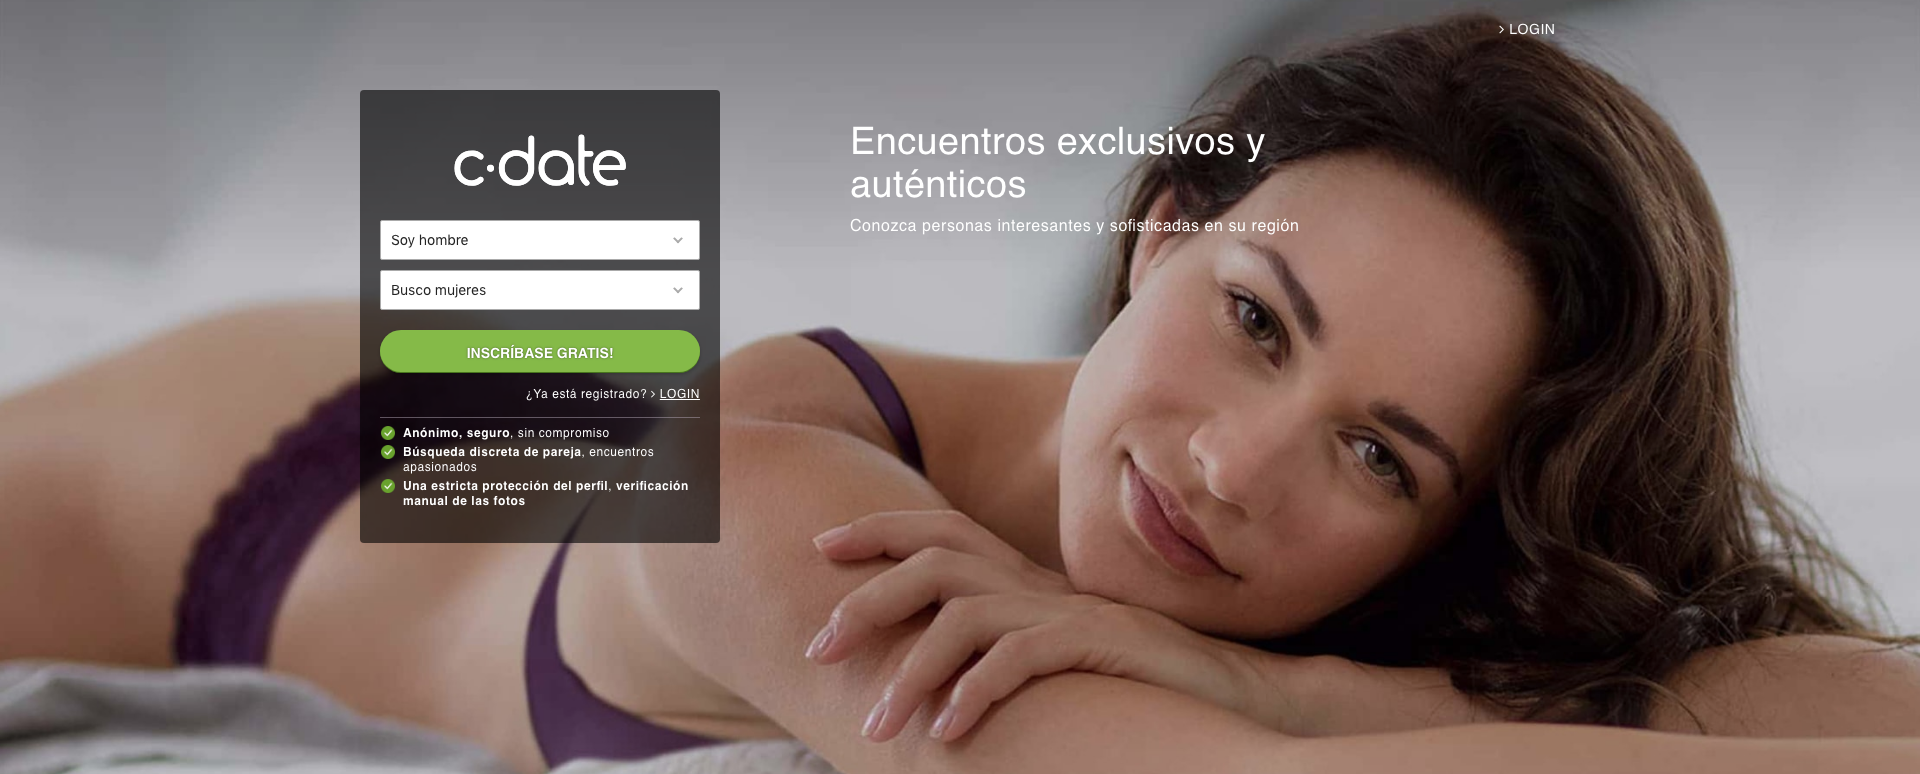 > LOGIN
c·date
Encuentros exclusivos y
auténticos
Conozca personas interesantes y sofisticadas en su región
Soy hombre
Busco mujeres
INSCRÍBASE GRATIS!
¿Ya está registrado? > LOGIN
Anónimo, seguro, sin compromiso
Búsqueda discreta de pareja, encuentros
apasionados
Una estricta protección del perfil, verificación
manual de las fotos